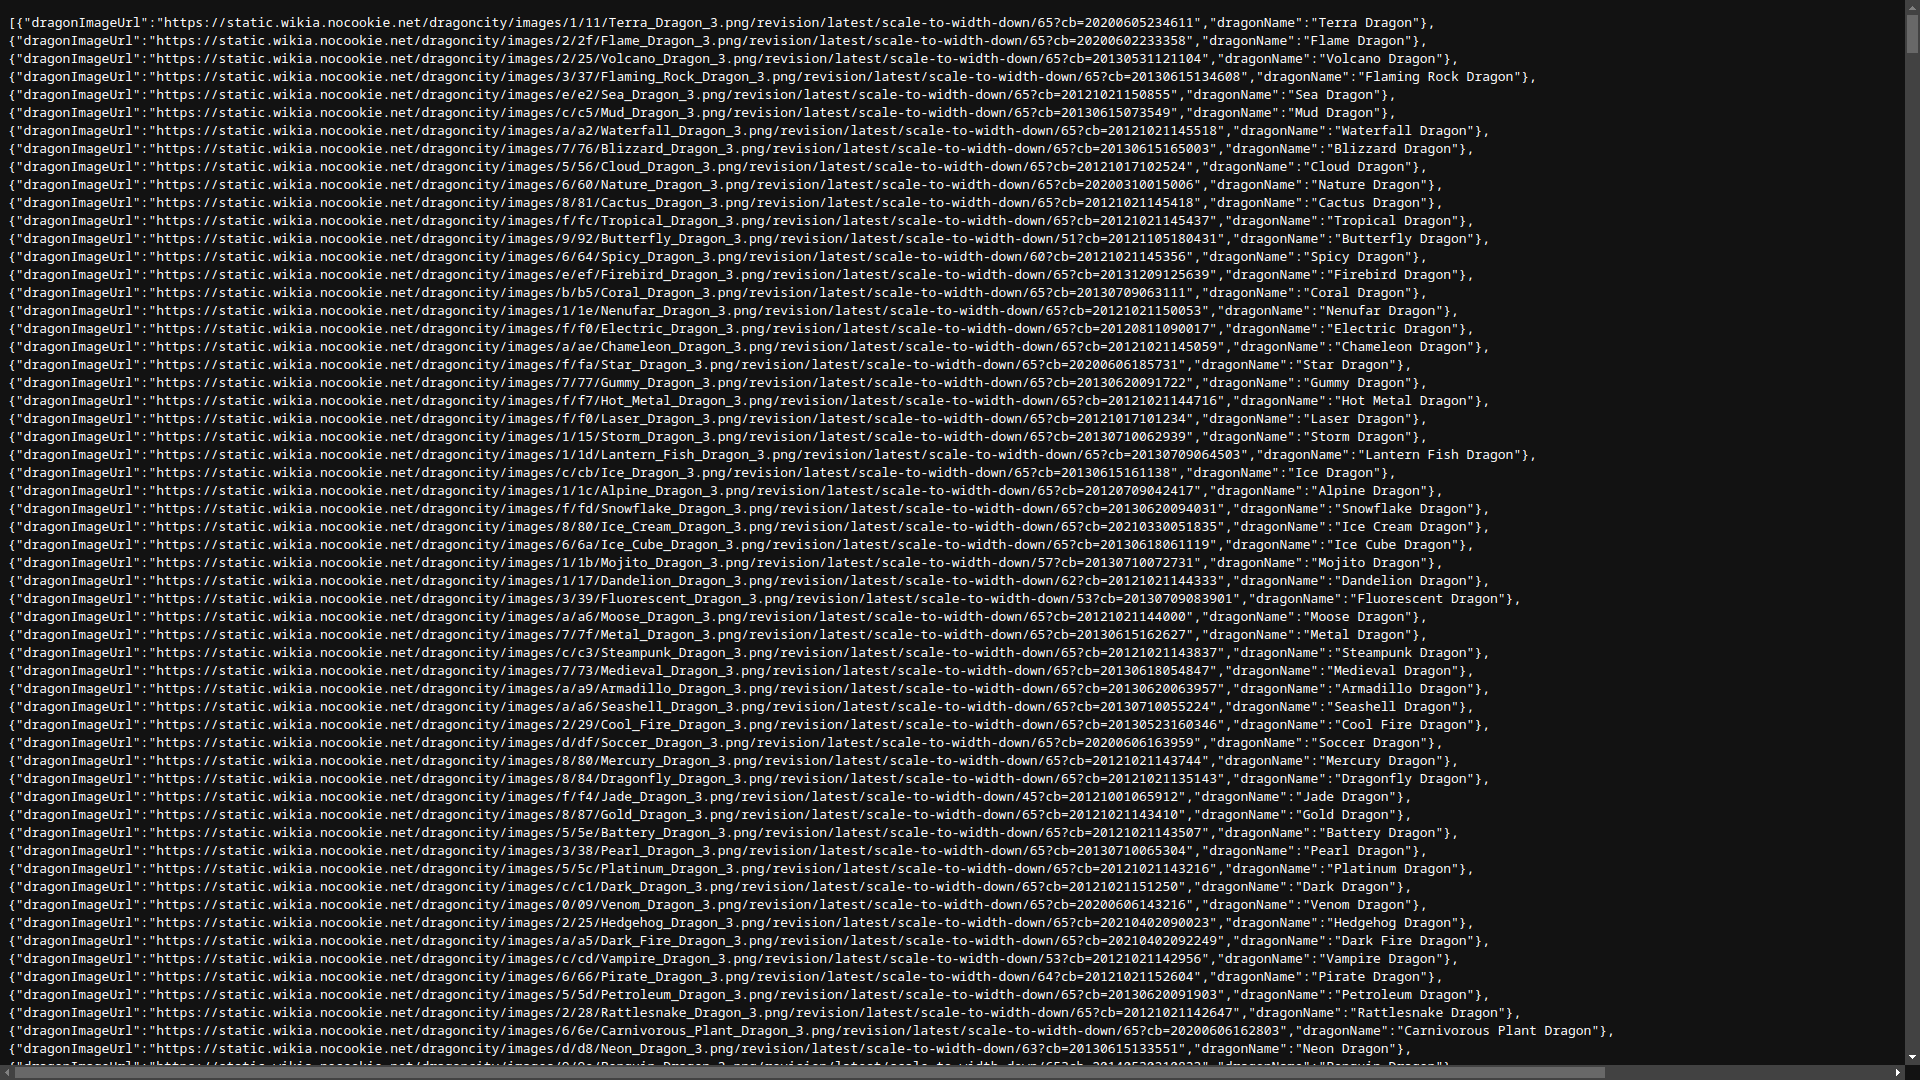 [{"dragonImageUrl":"https://static.wikia.nocookie.net/dragoncity/images/1/11/Terra_Dragon_3.png/revision/latest/scale-to-width-down/65?cb=20200605234611","dragonName":"Terra Dragon"},
{"dragonImageUrl":"https://static.wikia.nocookie.net/dragoncity/images/2/2f/Flame_Dragon_3.png/revision/latest/scale-to-width-down/65?cb=20200602233358","dragonName":"Flame Dragon"},
{"dragonImageUrl":"https://static.wikia.nocookie.net/dragoncity/images/2/25/Volcano_Dragon_3.png/revision/latest/scale-to-width-down/65?cb=20130531121104","dragonName":"Volcano Dragon"},
{"dragonImageUrl":"https://static.wikia.nocookie.net/dragoncity/images/3/37/Flaming_Rock_Dragon_3.png/revision/latest/scale-to-width-down/65?cb=20130615134608","dragonName":"Flaming Rock Dragon"},
{"dragonImageUrl":"https://static.wikia.nocookie.net/dragoncity/images/e/e2/Sea_Dragon_3.png/revision/latest/scale-to-width-down/65?cb=20121021150855","dragonName":"Sea Dragon"},
{"dragonImageUrl":"https://static.wikia.nocookie.net/dragoncity/images/c/c5/Mud_Dragon_3.png/revision/latest/scale-to-width-down/65?cb=20130615073549","dragonName":"Mud Dragon"},
{"dragonImageUrl":"https://static.wikia.nocookie.net/dragoncity/images/a/a2/Waterfall_Dragon_3.png/revision/latest/scale-to-width-down/65?cb=20121021145518","dragonName":"Waterfall Dragon"},
{"dragonImageUrl":"https://static.wikia.nocookie.net/dragoncity/images/7/76/Blizzard_Dragon_3.png/revision/latest/scale-to-width-down/65?cb=20130615165003","dragonName":"Blizzard Dragon"},
{"dragonImageUrl":"https://static.wikia.nocookie.net/dragoncity/images/5/56/Cloud_Dragon_3.png/revision/latest/scale-to-width-down/65?cb=20121017102524","dragonName":"Cloud Dragon"},
{"dragonImageUrl":"https://static.wikia.nocookie.net/dragoncity/images/6/60/Nature_Dragon_3.png/revision/latest/scale-to-width-down/65?cb=20200310015006","dragonName":"Nature Dragon"},
{"dragonImageUrl":"https://static.wikia.nocookie.net/dragoncity/images/8/81/Cactus_Dragon_3.png/revision/latest/scale-to-width-down/65?cb=20121021145418","dragonName":"Cactus Dragon"},
{"dragonImageUrl":"https://static.wikia.nocookie.net/dragoncity/images/f/fc/Tropical_Dragon_3.png/revision/latest/scale-to-width-down/65?cb=20121021145437","dragonName":"Tropical Dragon"},
{"dragonImageUrl":"https://static.wikia.nocookie.net/dragoncity/images/9/92/Butterfly_Dragon_3.png/revision/latest/scale-to-width-down/51?cb=20121105180431","dragonName":"Butterfly Dragon"},
{"dragonImageUrl":"https://static.wikia.nocookie.net/dragoncity/images/6/64/Spicy_Dragon_3.png/revision/latest/scale-to-width-down/60?cb=20121021145356","dragonName":"Spicy Dragon"},
{"dragonImageUrl":"https://static.wikia.nocookie.net/dragoncity/images/e/ef/Firebird_Dragon_3.png/revision/latest/scale-to-width-down/65?cb=20131209125639","dragonName":"Firebird Dragon"},
{"dragonImageUrl":"https://static.wikia.nocookie.net/dragoncity/images/b/b5/Coral_Dragon_3.png/revision/latest/scale-to-width-down/65?cb=20130709063111","dragonName":"Coral Dragon"},
{"dragonImageUrl":"https://static.wikia.nocookie.net/dragoncity/images/1/1e/Nenufar_Dragon_3.png/revision/latest/scale-to-width-down/65?cb=20121021150053","dragonName":"Nenufar Dragon"},
{"dragonImageUrl":"https://static.wikia.nocookie.net/dragoncity/images/f/f0/Electric_Dragon_3.png/revision/latest/scale-to-width-down/65?cb=20120811090017","dragonName":"Electric Dragon"},
{"dragonImageUrl":"https://static.wikia.nocookie.net/dragoncity/images/a/ae/Chameleon_Dragon_3.png/revision/latest/scale-to-width-down/65?cb=20121021145059","dragonName":"Chameleon Dragon"},
{"dragonImageUrl":"https://static.wikia.nocookie.net/dragoncity/images/f/fa/Star_Dragon_3.png/revision/latest/scale-to-width-down/65?cb=20200606185731","dragonName":"Star Dragon"},
{"dragonImageUrl":"https://static.wikia.nocookie.net/dragoncity/images/7/77/Gummy_Dragon_3.png/revision/latest/scale-to-width-down/65?cb=20130620091722","dragonName":"Gummy Dragon"},
{"dragonImageUrl":"https://static.wikia.nocookie.net/dragoncity/images/f/f7/Hot_Metal_Dragon_3.png/revision/latest/scale-to-width-down/65?cb=20121021144716","dragonName":"Hot Metal Dragon"},
{"dragonImageUrl":"https://static.wikia.nocookie.net/dragoncity/images/f/f0/Laser_Dragon_3.png/revision/latest/scale-to-width-down/65?cb=20121017101234","dragonName":"Laser Dragon"},
{"dragonImageUrl":"https://static.wikia.nocookie.net/dragoncity/images/1/15/Storm_Dragon_3.png/revision/latest/scale-to-width-down/65?cb=20130710062939","dragonName":"Storm Dragon"},
{"dragonImageUrl":"https://static.wikia.nocookie.net/dragoncity/images/1/1d/Lantern_Fish_Dragon_3.png/revision/latest/scale-to-width-down/65?cb=20130709064503","dragonName":"Lantern Fish Dragon"},
{"dragonImageUrl":"https://static.wikia.nocookie.net/dragoncity/images/c/cb/Ice_Dragon_3.png/revision/latest/scale-to-width-down/65?cb=20130615161138","dragonName":"Ice Dragon"},
{"dragonImageUrl":"https://static.wikia.nocookie.net/dragoncity/images/1/1c/Alpine_Dragon_3.png/revision/latest/scale-to-width-down/65?cb=20120709042417","dragonName":"Alpine Dragon"},
{"dragonImageUrl":"https://static.wikia.nocookie.net/dragoncity/images/f/fd/Snowflake_Dragon_3.png/revision/latest/scale-to-width-down/65?cb=20130620094031","dragonName":"Snowflake Dragon"},
{"dragonImageUrl":"https://static.wikia.nocookie.net/dragoncity/images/8/80/Ice_Cream_Dragon_3.png/revision/latest/scale-to-width-down/65?cb=20210330051835","dragonName":"Ice Cream Dragon"},
{"dragonImageUrl":"https://static.wikia.nocookie.net/dragoncity/images/6/6a/Ice_Cube_Dragon_3.png/revision/latest/scale-to-width-down/65?cb=20130618061119","dragonName":"Ice Cube Dragon"},
{"dragonImageUrl":"https://static.wikia.nocookie.net/dragoncity/images/1/1b/Mojito_Dragon_3.png/revision/latest/scale-to-width-down/57?cb=20130710072731","dragonName":"Mojito Dragon"},
{"dragonImageUrl":"https://static.wikia.nocookie.net/dragoncity/images/1/17/Dandelion_Dragon_3.png/revision/latest/scale-to-width-down/62?cb=20121021144333","dragonName":"Dandelion Dragon"},
{"dragonImageUrl":"https://static.wikia.nocookie.net/dragoncity/images/3/39/Fluorescent_Dragon_3.png/revision/latest/scale-to-width-down/53?cb=20130709083901","dragonName":"Fluorescent Dragon"},
{"dragonImageUrl":"https://static.wikia.nocookie.net/dragoncity/images/a/a6/Moose_Dragon_3.png/revision/latest/scale-to-width-down/65?cb=20121021144000","dragonName":"Moose Dragon"},
{"dragonImageUrl":"https://static.wikia.nocookie.net/dragoncity/images/7/7f/Metal_Dragon_3.png/revision/latest/scale-to-width-down/65?cb=20130615162627","dragonName":"Metal Dragon"},
{"dragonImageUrl":"https://static.wikia.nocookie.net/dragoncity/images/c/c3/Steampunk_Dragon_3.png/revision/latest/scale-to-width-down/65?cb=20121021143837","dragonName":"Steampunk Dragon"},
{"dragonImageUrl":"https://static.wikia.nocookie.net/dragoncity/images/7/73/Medieval_Dragon_3.png/revision/latest/scale-to-width-down/65?cb=20130618054847","dragonName":"Medieval Dragon"},
{"dragonImageUrl":"https://static.wikia.nocookie.net/dragoncity/images/a/a9/Armadillo_Dragon_3.png/revision/latest/scale-to-width-down/65?cb=20130620063957","dragonName":"Armadillo Dragon"},
{"dragonImageUrl":"https://static.wikia.nocookie.net/dragoncity/images/a/a6/Seashell_Dragon_3.png/revision/latest/scale-to-width-down/65?cb=20130710055224","dragonName":"Seashell Dragon"},
{"dragonImageUrl":"https://static.wikia.nocookie.net/dragoncity/images/2/29/Cool_Fire_Dragon_3.png/revision/latest/scale-to-width-down/65?cb=20130523160346","dragonName":"Cool Fire Dragon"},
{"dragonImageUrl":"https://static.wikia.nocookie.net/dragoncity/images/d/df/Soccer_Dragon_3.png/revision/latest/scale-to-width-down/65?cb=20200606163959","dragonName":"Soccer Dragon"},
{"dragonImageUrl":"https://static.wikia.nocookie.net/dragoncity/images/8/80/Mercury_Dragon_3.png/revision/latest/scale-to-width-down/65?cb=20121021143744","dragonName":"Mercury Dragon"},
{"dragonImageUrl":"https://static.wikia.nocookie.net/dragoncity/images/8/84/Dragonfly_Dragon_3.png/revision/latest/scale-to-width-down/65?cb=20121021135143","dragonName":"Dragonfly Dragon"},
{"dragonImageUrl":"https://static.wikia.nocookie.net/dragoncity/images/f/f4/Jade_Dragon_3.png/revision/latest/scale-to-width-down/45?cb=20121001065912","dragonName":"Jade Dragon"},
{"dragonImageUrl":"https://static.wikia.nocookie.net/dragoncity/images/8/87/Gold_Dragon_3.png/revision/latest/scale-to-width-down/65?cb=20121021143410","dragonName":"Gold Dragon"},
{"dragonImageUrl":"https://static.wikia.nocookie.net/dragoncity/images/5/5e/Battery_Dragon_3.png/revision/latest/scale-to-width-down/65?cb=20121021143507","dragonName":"Battery Dragon"},
{"dragonImageUrl":"https://static.wikia.nocookie.net/dragoncity/images/3/38/Pearl_Dragon_3.png/revision/latest/scale-to-width-down/65?cb=20130710065304","dragonName":"Pearl Dragon"},
{"dragonImageUrl":"https://static.wikia.nocookie.net/dragoncity/images/5/5c/Platinum_Dragon_3.png/revision/latest/scale-to-width-down/65?cb=20121021143216","dragonName":"Platinum Dragon"},
{"dragonImageUrl":"https://static.wikia.nocookie.net/dragoncity/images/c/c1/Dark_Dragon_3.png/revision/latest/scale-to-width-down/65?cb=20121021151250","dragonName":"Dark Dragon"},
{"dragonImageUrl":"https://static.wikia.nocookie.net/dragoncity/images/0/09/Venom_Dragon_3.png/revision/latest/scale-to-width-down/65?cb=20200606143216","dragonName":"Venom Dragon"},
{"dragonImageUrl":"https://static.wikia.nocookie.net/dragoncity/images/2/25/Hedgehog_Dragon_3.png/revision/latest/scale-to-width-down/65?cb=20210402090023","dragonName":"Hedgehog Dragon"},
{"dragonImageUrl":"https://static.wikia.nocookie.net/dragoncity/images/a/a5/Dark_Fire_Dragon_3.png/revision/latest/scale-to-width-down/65?cb=20210402092249","dragonName":"Dark Fire Dragon"},
{"dragonImageUrl":"https://static.wikia.nocookie.net/dragoncity/images/c/cd/Vampire_Dragon_3.png/revision/latest/scale-to-width-down/53?cb=20121021142956","dragonName":"Vampire Dragon"},
{"dragonImageUrl":"https://static.wikia.nocookie.net/dragoncity/images/6/66/Pirate_Dragon_3.png/revision/latest/scale-to-width-down/64?cb=20121021152604","dragonName":"Pirate Dragon"},
{"dragonImageUrl":"https://static.wikia.nocookie.net/dragoncity/images/5/5d/Petroleum_Dragon_3.png/revision/latest/scale-to-width-down/65?cb=20130620091903","dragonName":"Petroleum Dragon"},
{"dragonImageUrl":"https://static.wikia.nocookie.net/dragoncity/images/2/28/Rattlesnake_Dragon_3.png/revision/latest/scale-to-width-down/65?cb=20121021142647","dragonName":"Rattlesnake Dragon"},
{"dragonImageUrl":"https://static.wikia.nocookie.net/dragoncity/images/6/6e/Carnivorous_Plant_Dragon_3.png/revision/latest/scale-to-width-down/65?cb=20200606162803","dragonName":"Carnivorous Plant Dragon"},
{"dragonImageUrl":"https://static.wikia.nocookie.net/dragoncity/images/d/d8/Neon_Dragon_3.png/revision/latest/scale-to-width-down/63?cb=20130615133551","dragonName":"Neon Dragon"},